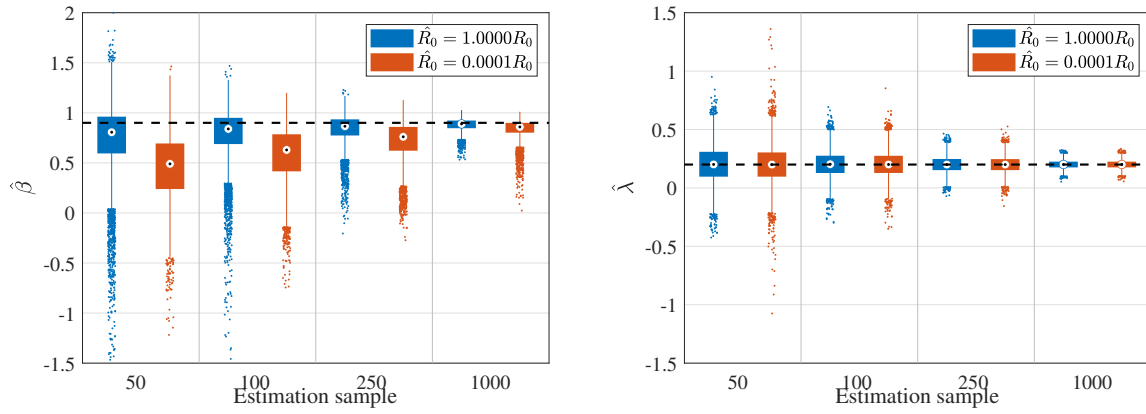 2
1.5
1
0.5
0
-0.5
-1
-1.5
β̂
50 100 250 1000
Estimation sample
R̂₀ = 1.0000R₀
R̂₀ = 0.0001R₀
1.5
1
0.5
0
-0.5
-1
-1.5
λ̂
50 100 250 1000
Estimation sample
R̂₀ = 1.0000R₀
R̂₀ = 0.0001R₀